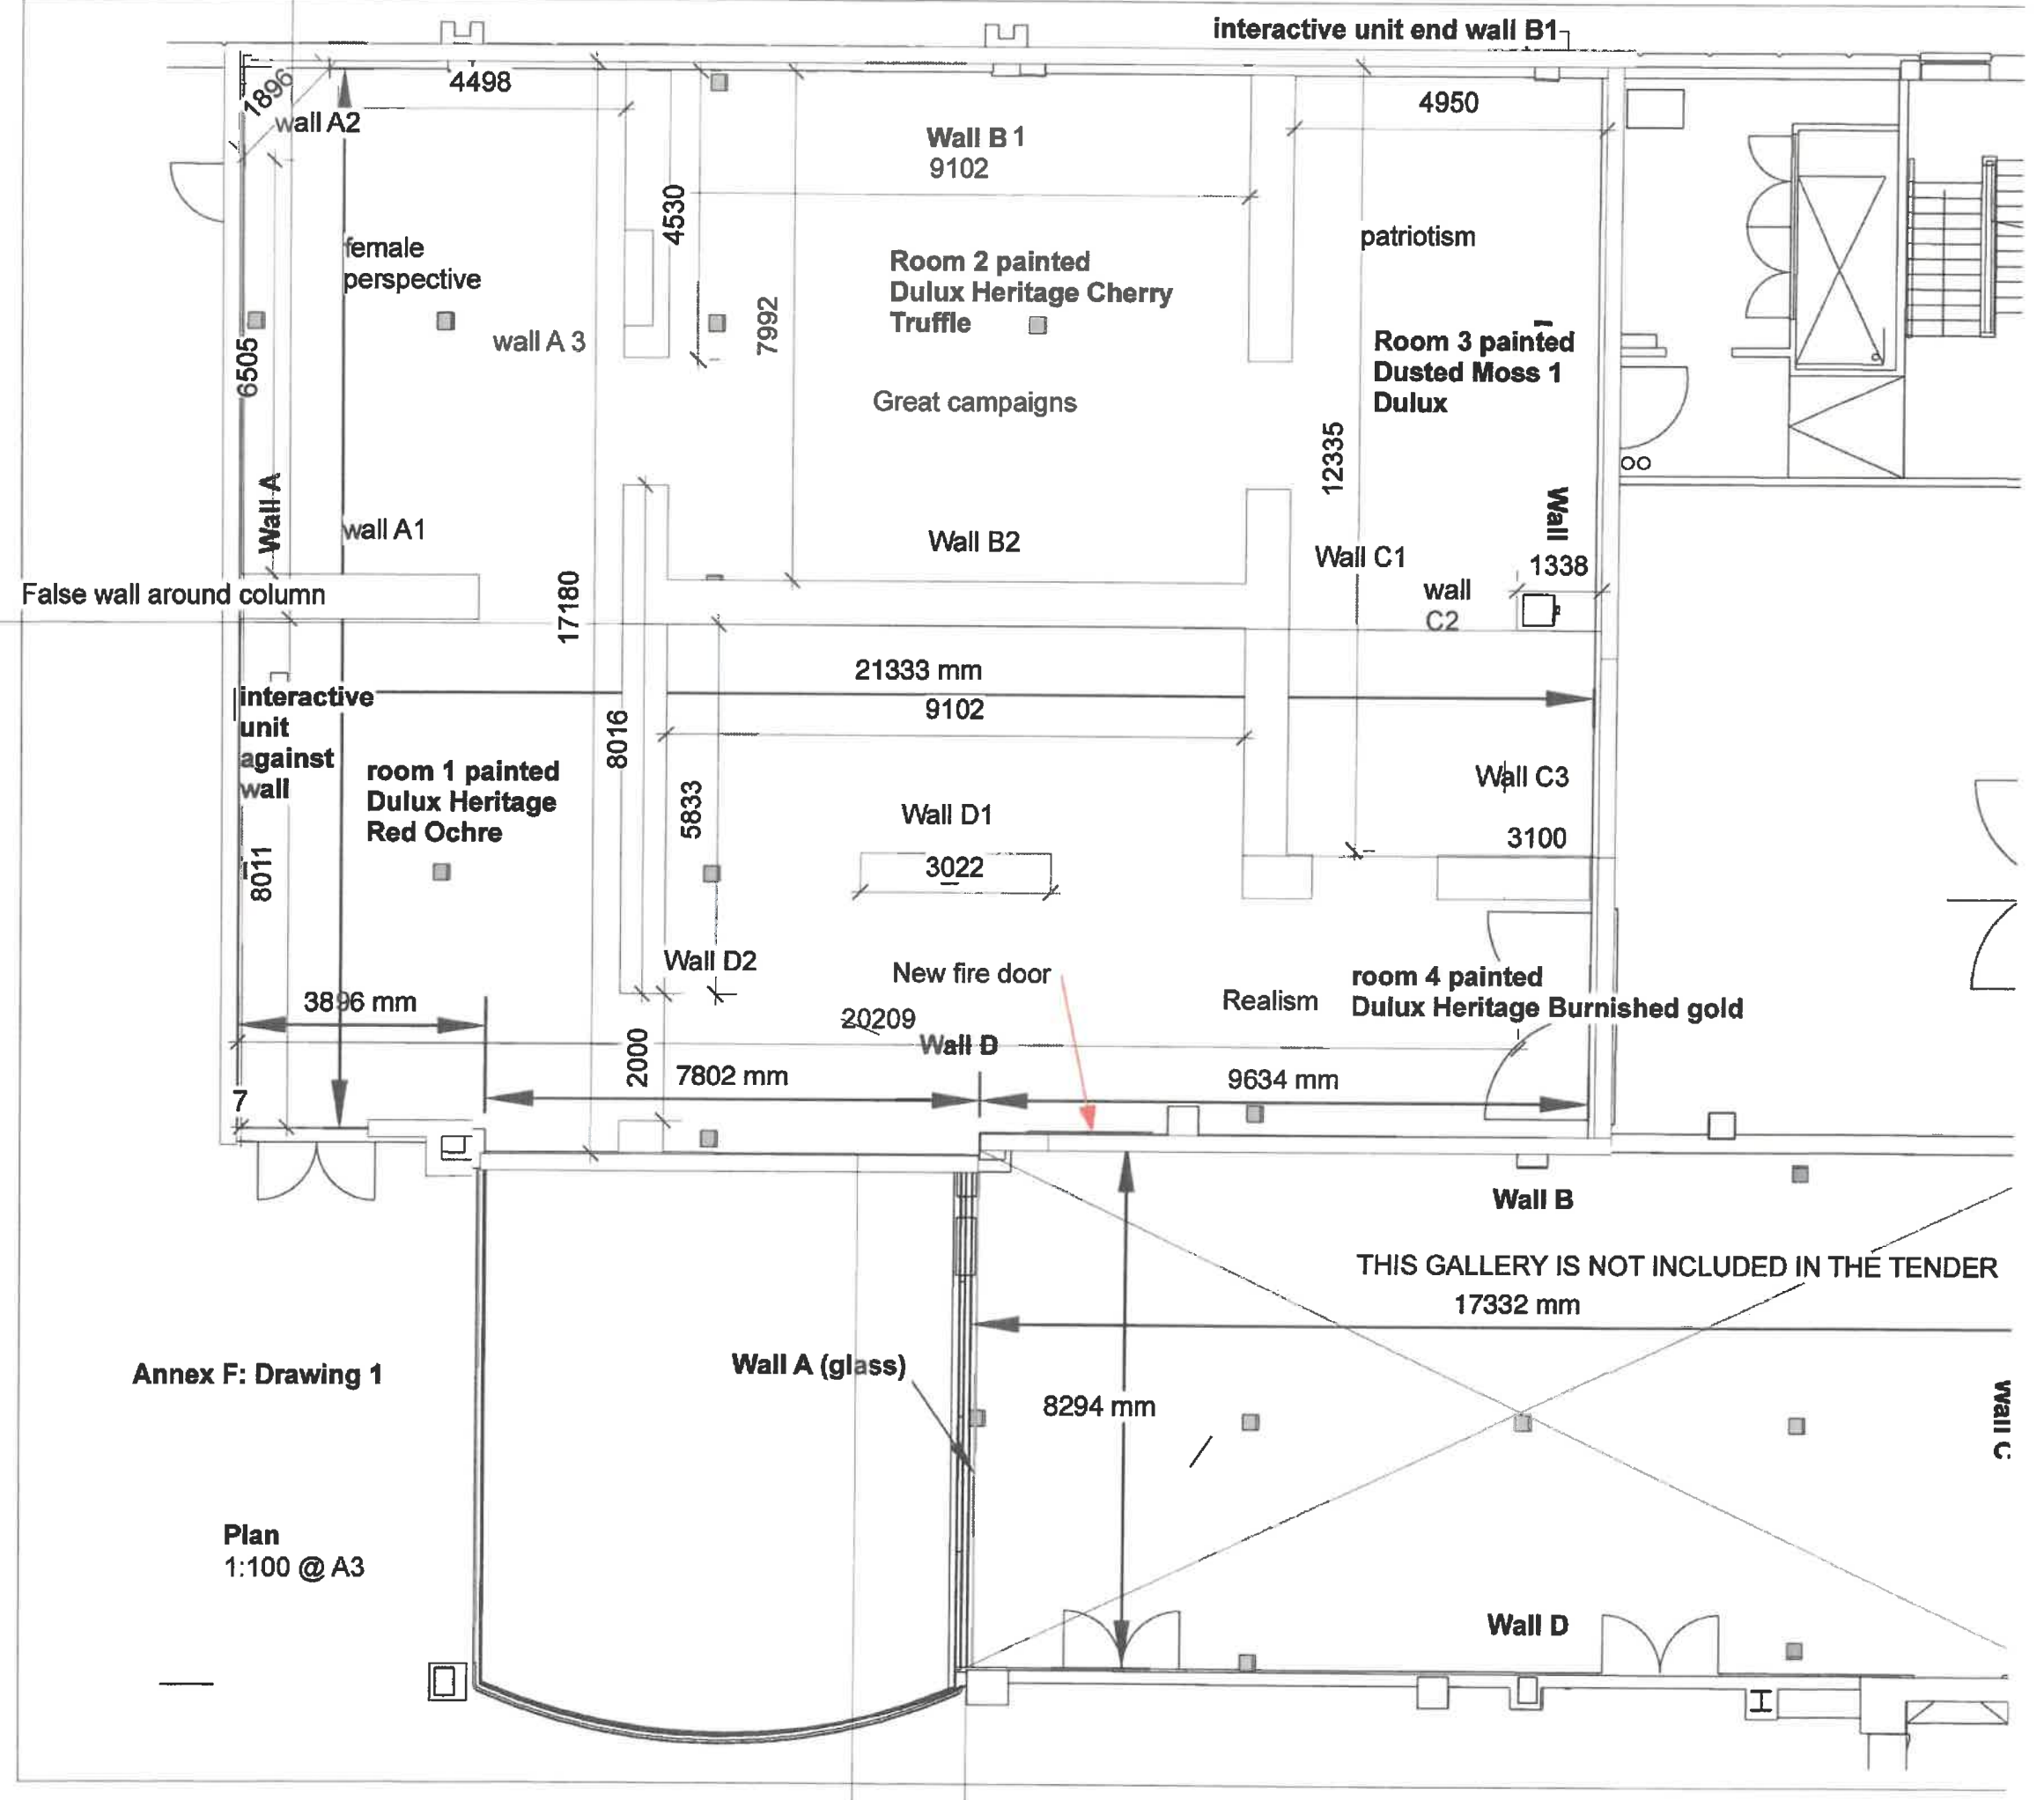 interactive unit end wall B1
1896
4498
4950
wall A2
Wall B 1
9102
4530
female
perspective
patriotism
Room 2 painted
Dulux Heritage Cherry
Truffle
7992
wall A 3
6505
Room 3 painted
Dusted Moss 1
Dulux
Great campaigns
12335
Wall A
wall A1
Wall B2
Wall C1
Wall
1338
wall
C2
False wall around column
17180
21333 mm
9102
interactive
unit
against
wall
8016
room 1 painted
Dulux Heritage
Red Ochre
5833
Wall C3
Wall D1
3100
3022
8011
Wall D2
New fire door
Realism
room 4 painted
Dulux Heritage Burnished gold
3896 mm
20209
Wall D
2000
7802 mm
9634 mm
7
Wall B
THIS GALLERY IS NOT INCLUDED IN THE TENDER
17332 mm
Annex F: Drawing 1
Wall A (glass)
8294 mm
Wall C
Plan
1:100 @ A3
Wall D